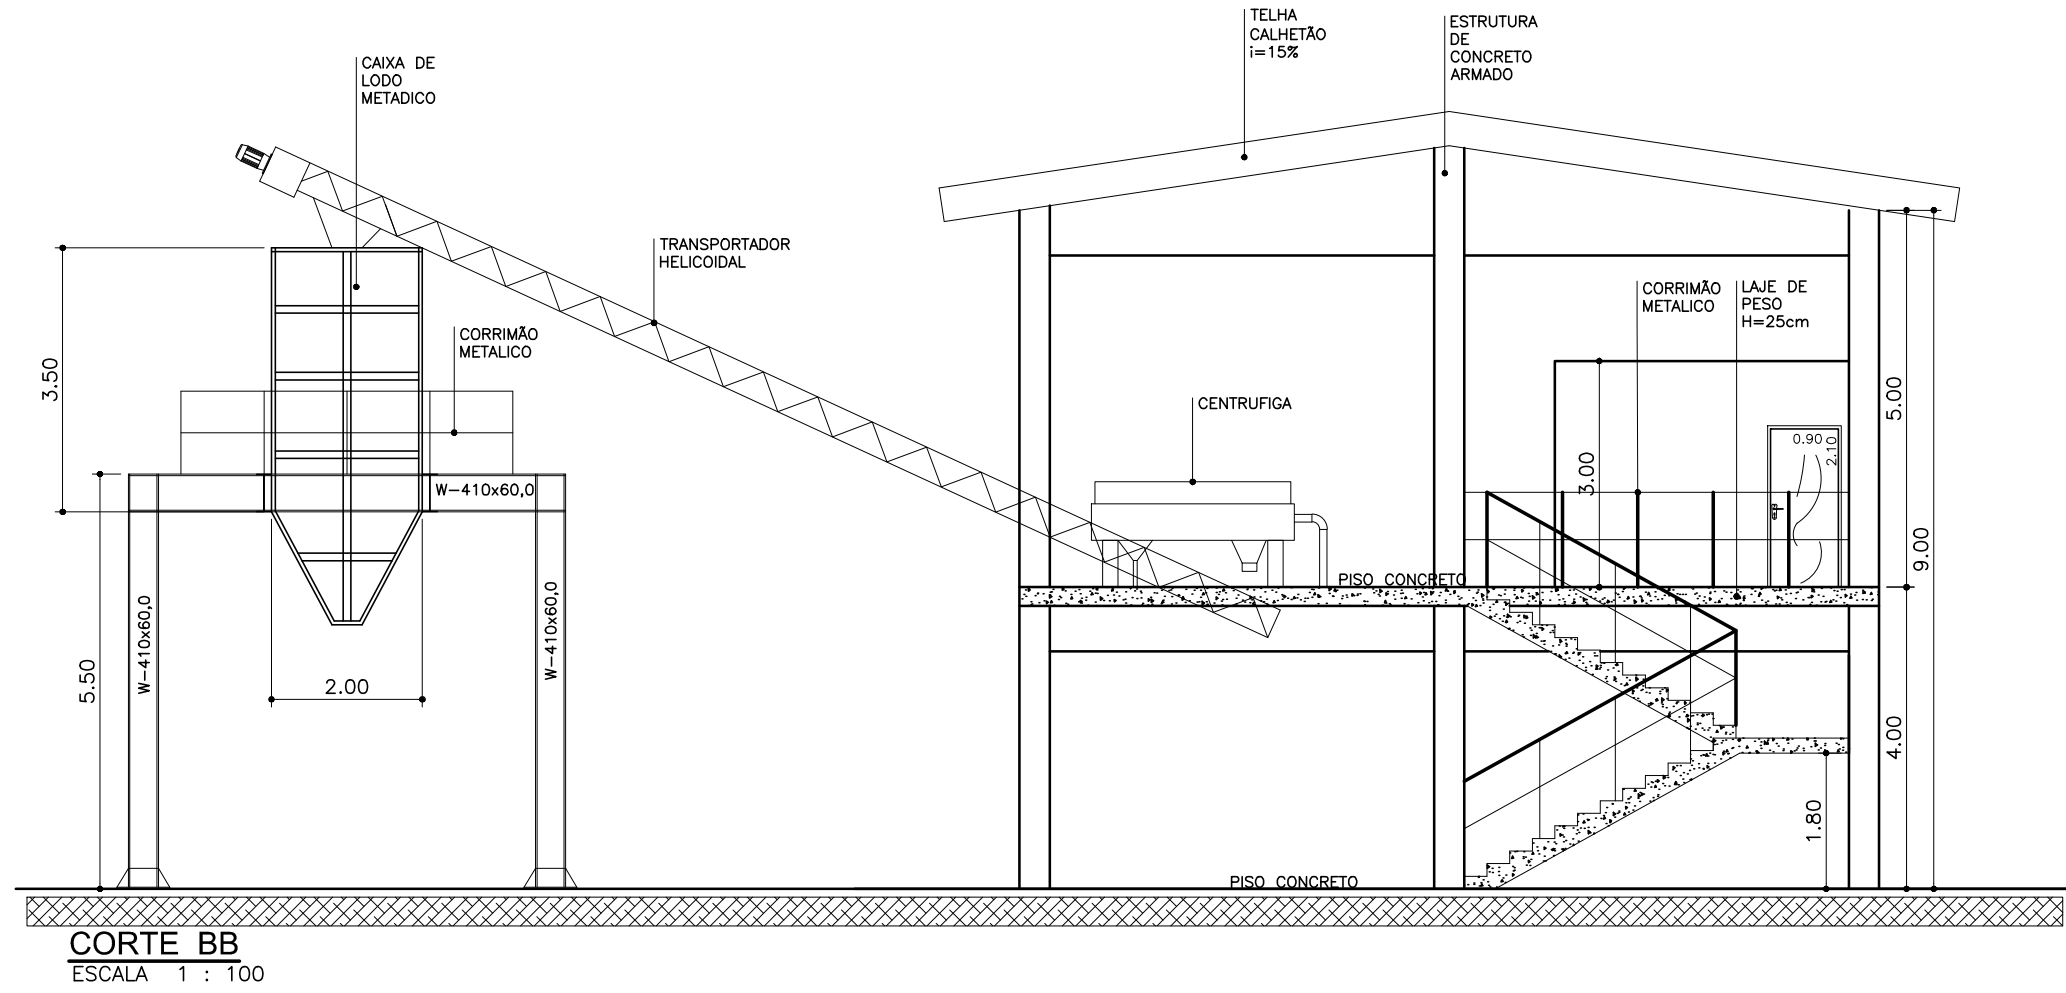 TELHA
CALHETÃO
i=15%
ESTRUTURA
DE
CONCRETO
ARMADO
CAIXA DE
LODO
METADICO
TRANSPORTADOR
HELICOIDAL
CORRIMÃO
METALICO
LAJE DE
PESO
H=25cm
CORRIMÃO
METALICO
3.50
5.00
CENTRUFIGA
0.90
2.10
3.00
W-410x60,0
9.00
PISO CONCRETO
W-410x60,0
W-410x60,0
5.50
2.00
4.00
1.80
PISO CONCRETO
CORTE BB
ESCALA 1 : 100